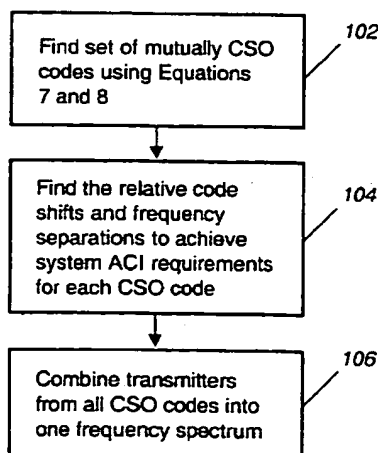 Find set of mutually CSO
codes using Equations
7 and 8
102
Find the relative code
shifts and frequency
separations to achieve
system ACI requirements
for each CSO code
104
Combine transmitters
from all CSO codes into
one frequency spectrum
106